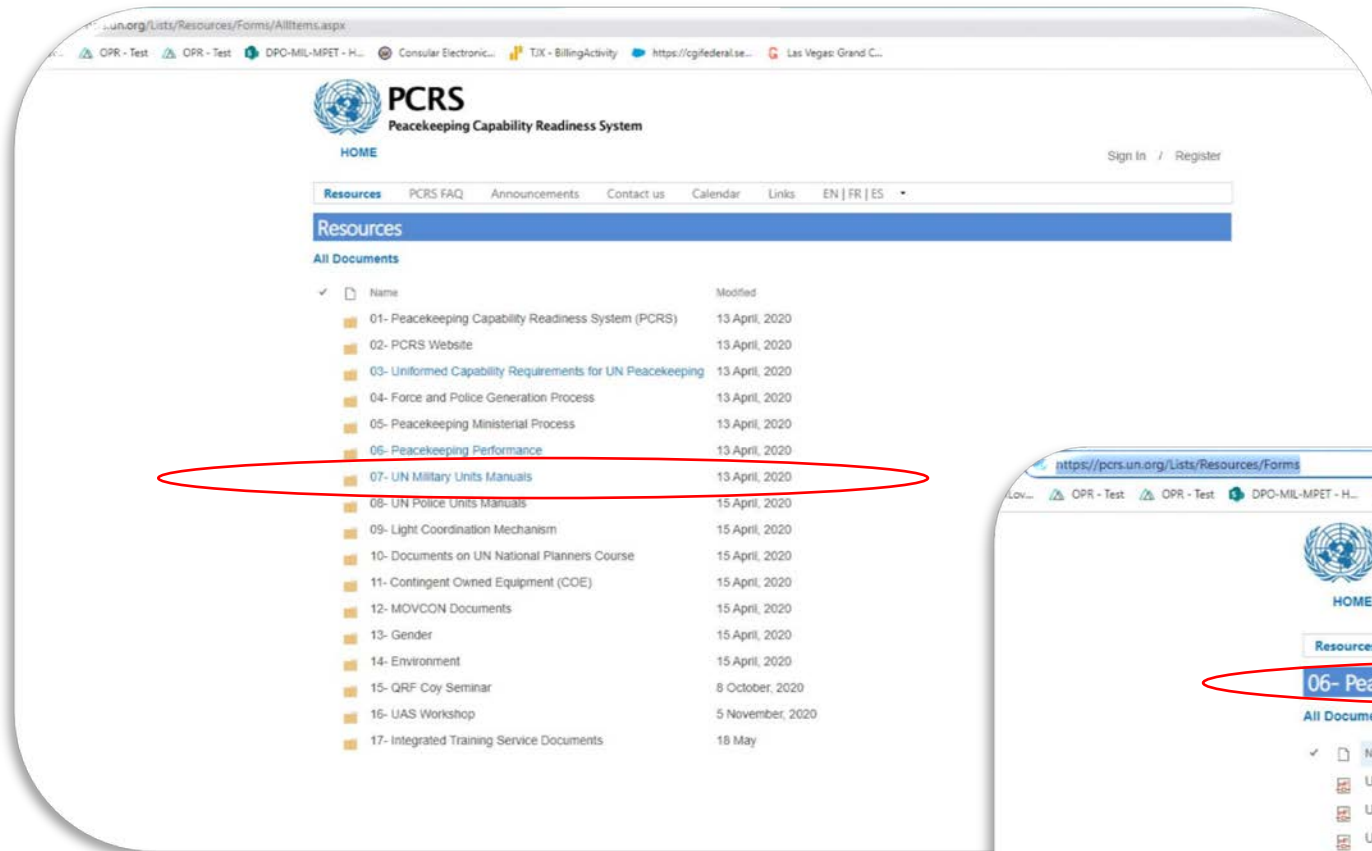 .un.org/Lists/Resources/Forms/AllItems.aspx
OPR - Test OPR - Test DPO-MIL-MPET - H... Consular Electronic... TJX - BillingActivity https://cgifederal.se... Las Vegas: Grand C...
PCRS
Peacekeeping Capability Readiness System
HOME
Sign In / Register
Resources PCRS FAQ Announcements Contact us Calendar Links EN | FR | ES
Resources
All Documents
Name Modified
01- Peacekeeping Capability Readiness System (PCRS) 13 April, 2020
02- PCRS Website 13 April, 2020
03- Uniformed Capability Requirements for UN Peacekeeping 13 April, 2020
04- Force and Police Generation Process 13 April, 2020
05- Peacekeeping Ministerial Process 13 April, 2020
06- Peacekeeping Performance 13 April, 2020
07- UN Military Units Manuals 13 April, 2020
08- UN Police Units Manuals 15 April, 2020
09- Light Coordination Mechanism 15 April, 2020
10- Documents on UN National Planners Course 15 April, 2020
11- Contingent Owned Equipment (COE) 15 April, 2020
12- MOVCON Documents 15 April, 2020
13- Gender 15 April, 2020
14- Environment 15 April, 2020
15- QRF Coy Seminar 8 October, 2020
16- UAS Workshop 5 November, 2020
17- Integrated Training Service Documents 18 May
https://pcrs.un.org/Lists/Resources/Forms
Lov... OPR - Test OPR - Test DPO-MIL-MPET - H...
HOME
Resource
06- Pea
All Docume
N
U
U
U